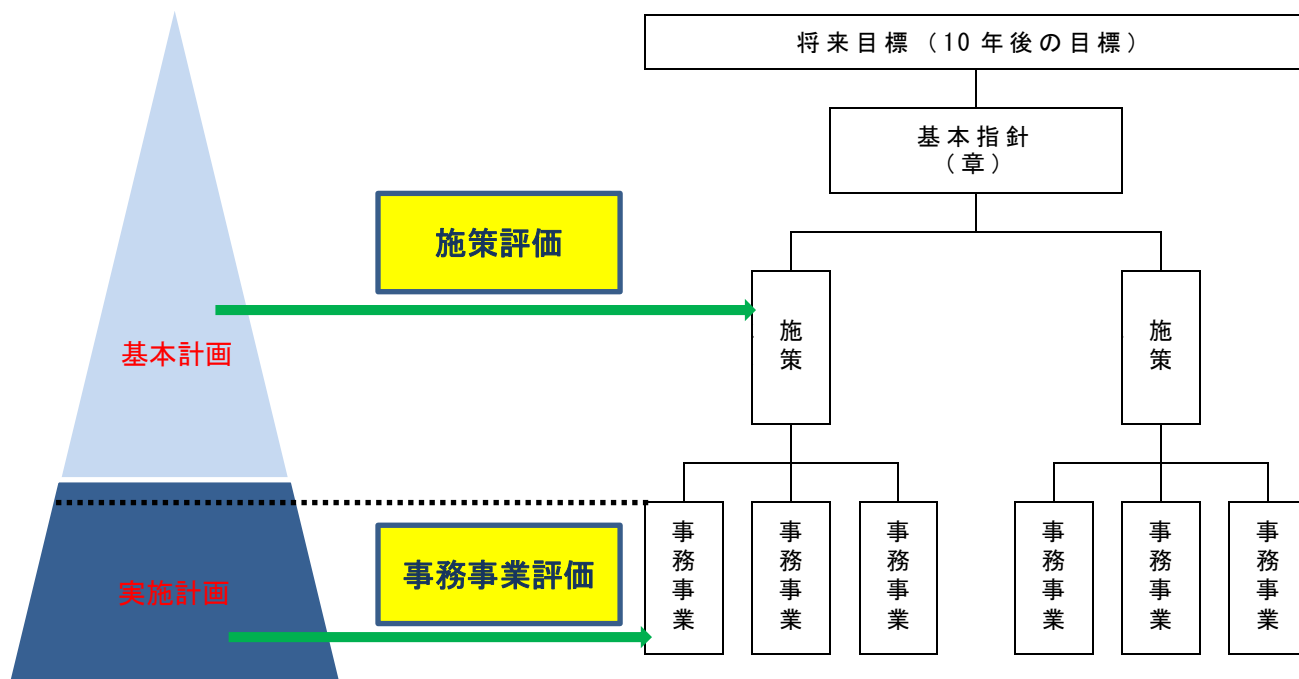 将来目標（10年後の目標）
基本指針
（章）
施策評価
基本計画
施策
施策
事務事業評価
実施計画
事務事業
事務事業
事務事業
事務事業
事務事業
事務事業